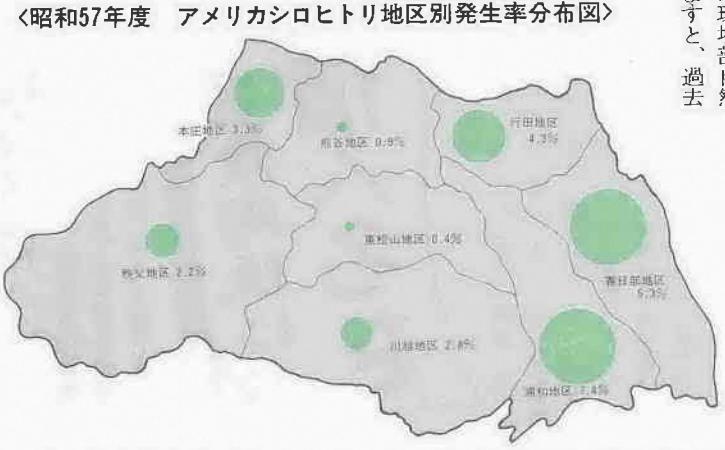 <昭和57年度　アメリカシロヒトリ地区別発生率分布図>
すと、過去
本庄地区 3.3%
熊谷地区 0.9%
行田地区
4.3%
秩父地区 2.2%
東松山地区 0.4%
春日部地区
川越地区 2.8%
浦和地区 7.4%